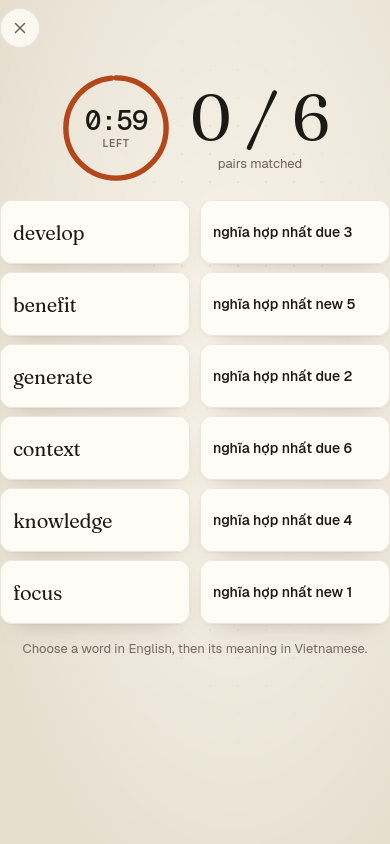 0:59
LEFT
0/6
pairs matched
develop
nghĩa hợp nhất due 3
benefit
nghĩa hợp nhất new 5
generate
nghĩa hợp nhất due 2
context
nghĩa hợp nhất due 6
knowledge
nghĩa hợp nhất due 4
focus
nghĩa hợp nhất new 1
Choose a word in English, then its meaning in Vietnamese.